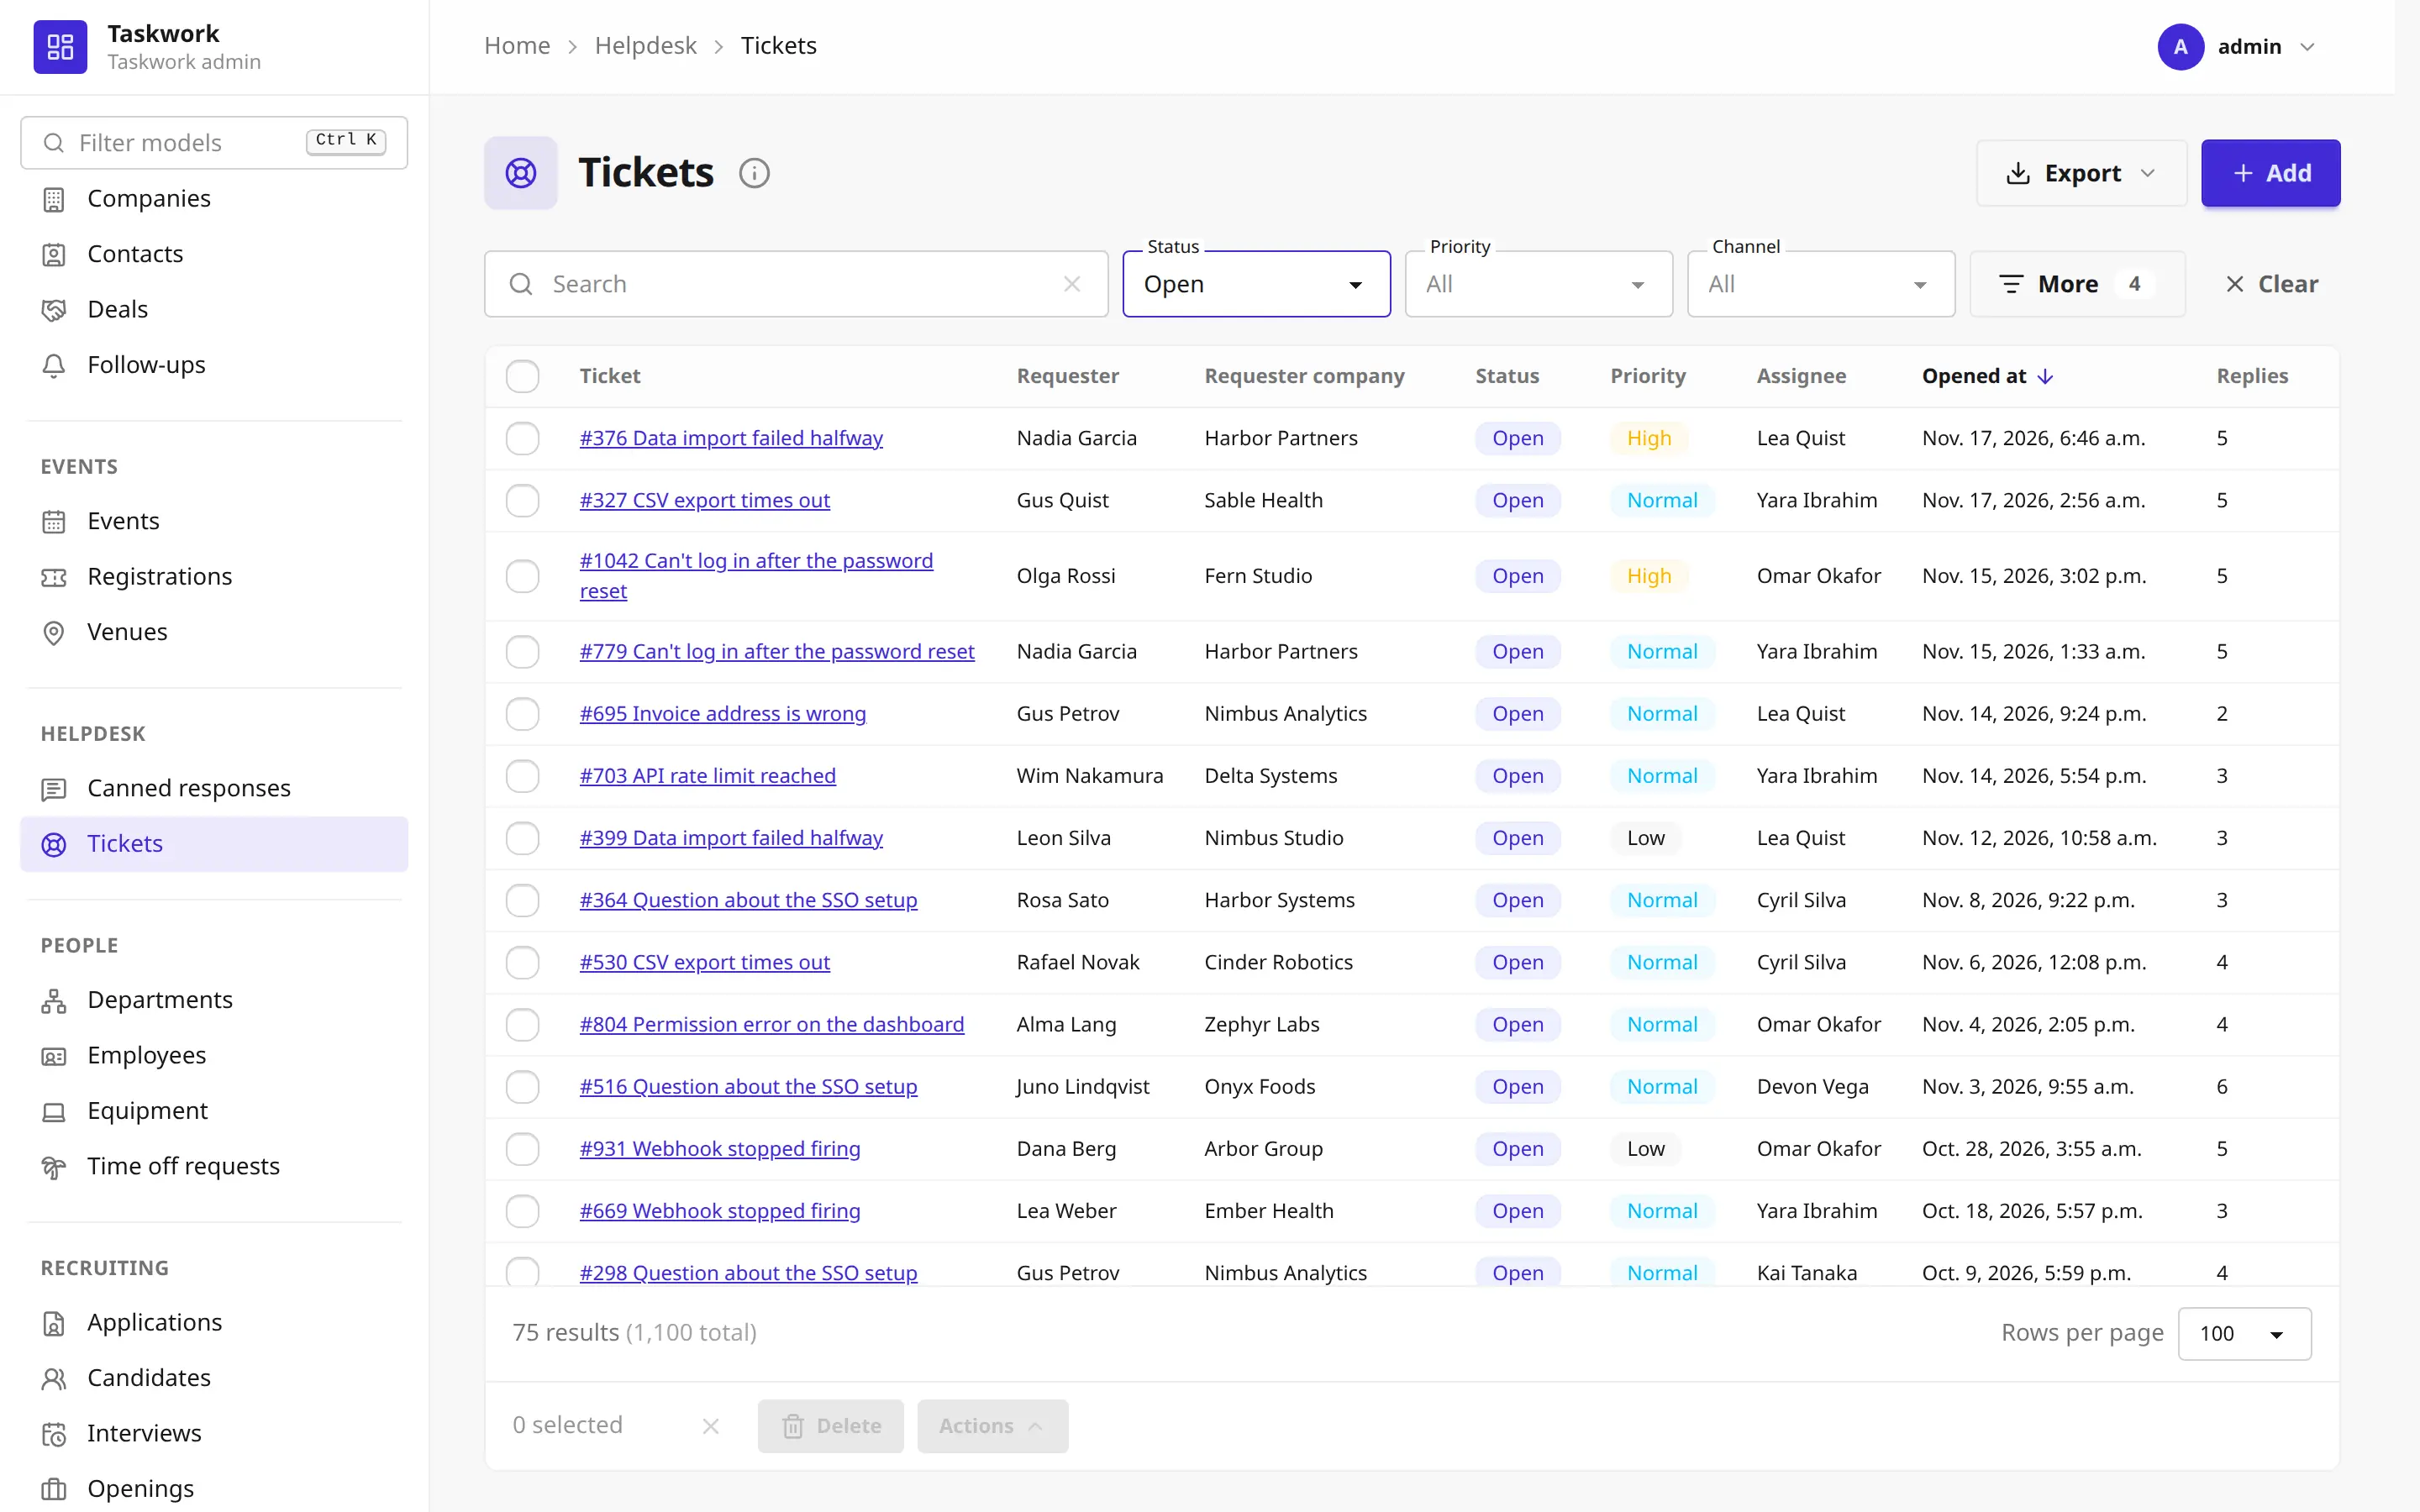 Taskwork
Taskwork admin
Filter models
Ctrl K
Companies
Contacts
Deals
Follow-ups
EVENTS
Events
Registrations
Venues
HELPDESK
Canned responses
Tickets
PEOPLE
Departments
Employees
Equipment
Time off requests
RECRUITING
Applications
Candidates
Interviews
Openings
Home > Helpdesk > Tickets
A admin
Tickets
Export
+ Add
Search
Status
Open
Priority
All
Channel
All
More 4
Clear
Ticket Requester Requester company Status Priority Assignee Opened at Replies
#376 Data import failed halfway Nadia Garcia Harbor Partners Open High Lea Quist Nov. 17, 2026, 6:46 a.m. 5
#327 CSV export times out Gus Quist Sable Health Open Normal Yara Ibrahim Nov. 17, 2026, 2:56 a.m. 5
#1042 Can't log in after the password
reset Olga Rossi Fern Studio Open High Omar Okafor Nov. 15, 2026, 3:02 p.m. 5
#779 Can't log in after the password reset Nadia Garcia Harbor Partners Open Normal Yara Ibrahim Nov. 15, 2026, 1:33 a.m. 5
#695 Invoice address is wrong Gus Petrov Nimbus Analytics Open Normal Lea Quist Nov. 14, 2026, 9:24 p.m. 2
#703 API rate limit reached Wim Nakamura Delta Systems Open Normal Yara Ibrahim Nov. 14, 2026, 5:54 p.m. 3
#399 Data import failed halfway Leon Silva Nimbus Studio Open Low Lea Quist Nov. 12, 2026, 10:58 a.m. 3
#364 Question about the SSO setup Rosa Sato Harbor Systems Open Normal Cyril Silva Nov. 8, 2026, 9:22 p.m. 3
#530 CSV export times out Rafael Novak Cinder Robotics Open Normal Cyril Silva Nov. 6, 2026, 12:08 p.m. 4
#804 Permission error on the dashboard Alma Lang Zephyr Labs Open Normal Omar Okafor Nov. 4, 2026, 2:05 p.m. 4
#516 Question about the SSO setup Juno Lindqvist Onyx Foods Open Normal Devon Vega Nov. 3, 2026, 9:55 a.m. 6
#931 Webhook stopped firing Dana Berg Arbor Group Open Low Omar Okafor Oct. 28, 2026, 3:55 a.m. 5
#669 Webhook stopped firing Lea Weber Ember Health Open Normal Yara Ibrahim Oct. 18, 2026, 5:57 p.m. 3
#298 Question about the SSO setup Gus Petrov Nimbus Analytics Open Normal Kai Tanaka Oct. 9, 2026, 5:59 p.m. 4
75 results (1,100 total)
Rows per page 100
0 selected
Delete
Actions